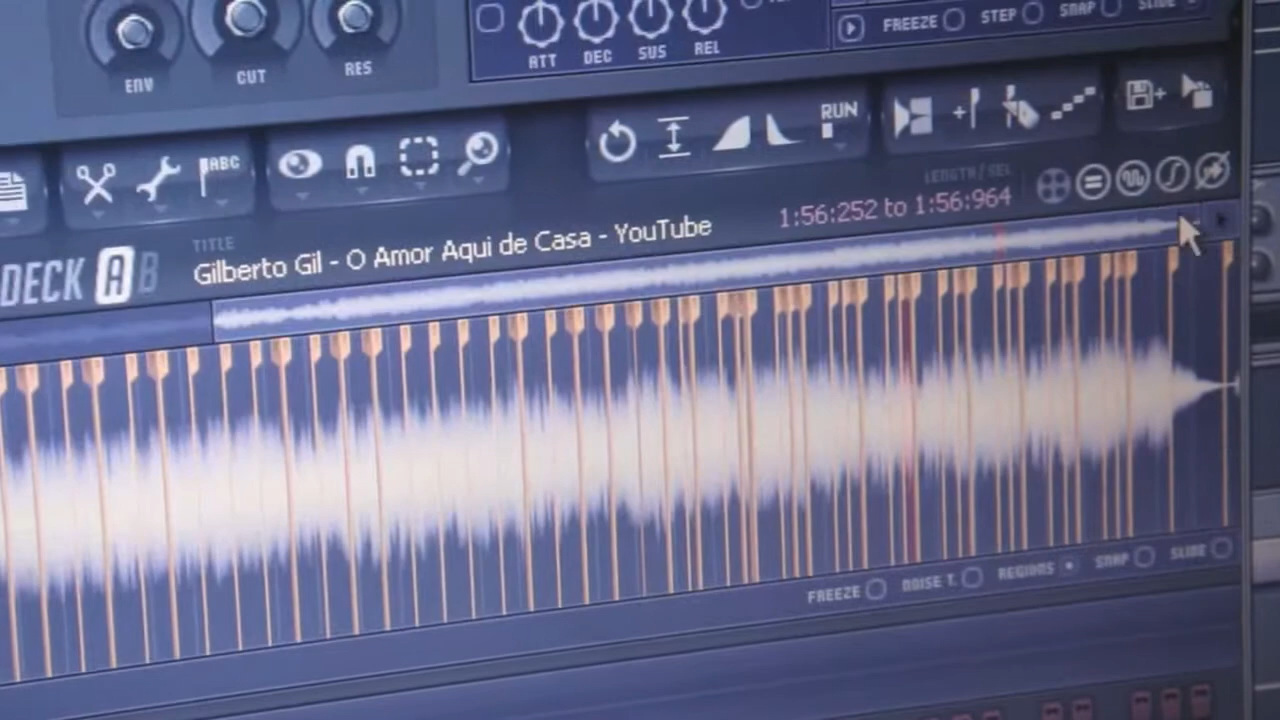 ENV CUT RES
ATT DEC SUS REL
FREEZE STEP SNAP SLIDE
ABC
RUN
LENGTH/SEL
1:56:252 to 1:56:964
DECK A B
TITLE
Gilberto Gil - O Amor Aqui de Casa - YouTube
FREEZE NOISE T. REGIONS SNAP SLIDE